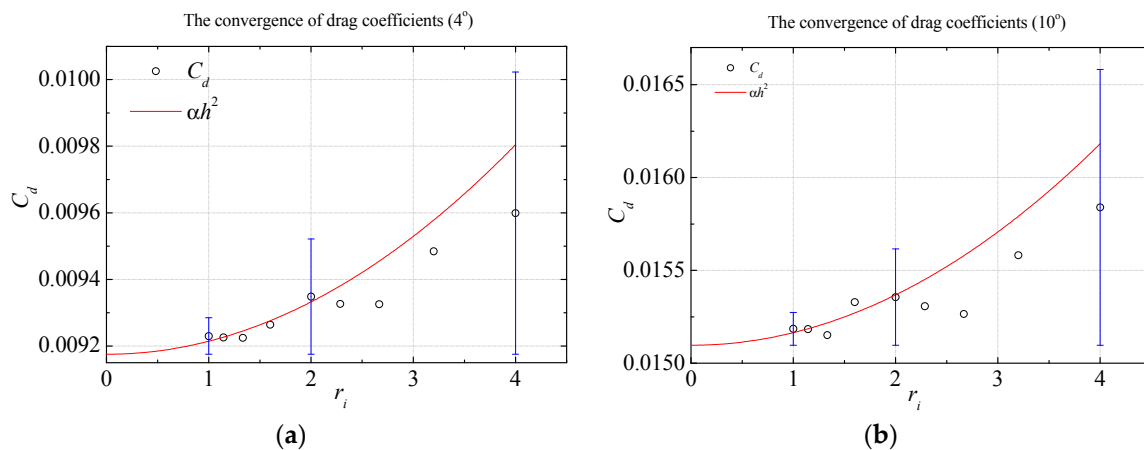 The convergence of drag coefficients (4°)
0.0100
0.0098
0.0096
0.0094
0.0092
C_d
C_d
αh²
0 1 2 3 4
r_i
(a)
The convergence of drag coefficients (10°)
0.0165
0.0160
0.0155
0.0150
C_d
C_d
αh²
0 1 2 3 4
r_i
(b)